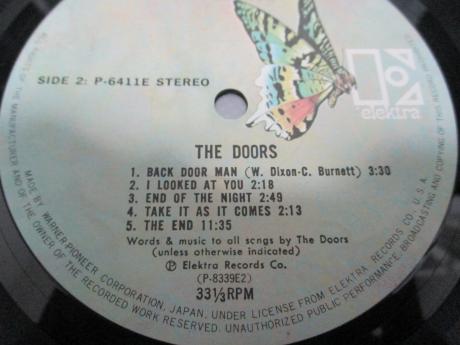 SIDE 2: P-6411E STEREO
elektra
THE DOORS
1. BACK DOOR MAN (W. Dixon-C. Burnett) 3:30
2. I LOOKED AT YOU 2:18
3. END OF THE NIGHT 2:49
4. TAKE IT AS IT COMES 2:13
5. THE END 11:35
Words & music to all songs by The Doors
(unless otherwise indicated)
Ⓟ Elektra Records Co.
(P-8339E2)
33⅓RPM
OF THE MANUFACTURER AND OF THE OWNER OF THE RECORDED WORK RESERVED. UNAUTHORIZED PUBLIC PERFORMANCE, BROADCASTING AND COPYING OF THIS
MADE BY WARNER-PIONEER CORPORATION, JAPAN, UNDER LICENSE FROM ELEKTRA RECORDS CO. U.S.A.